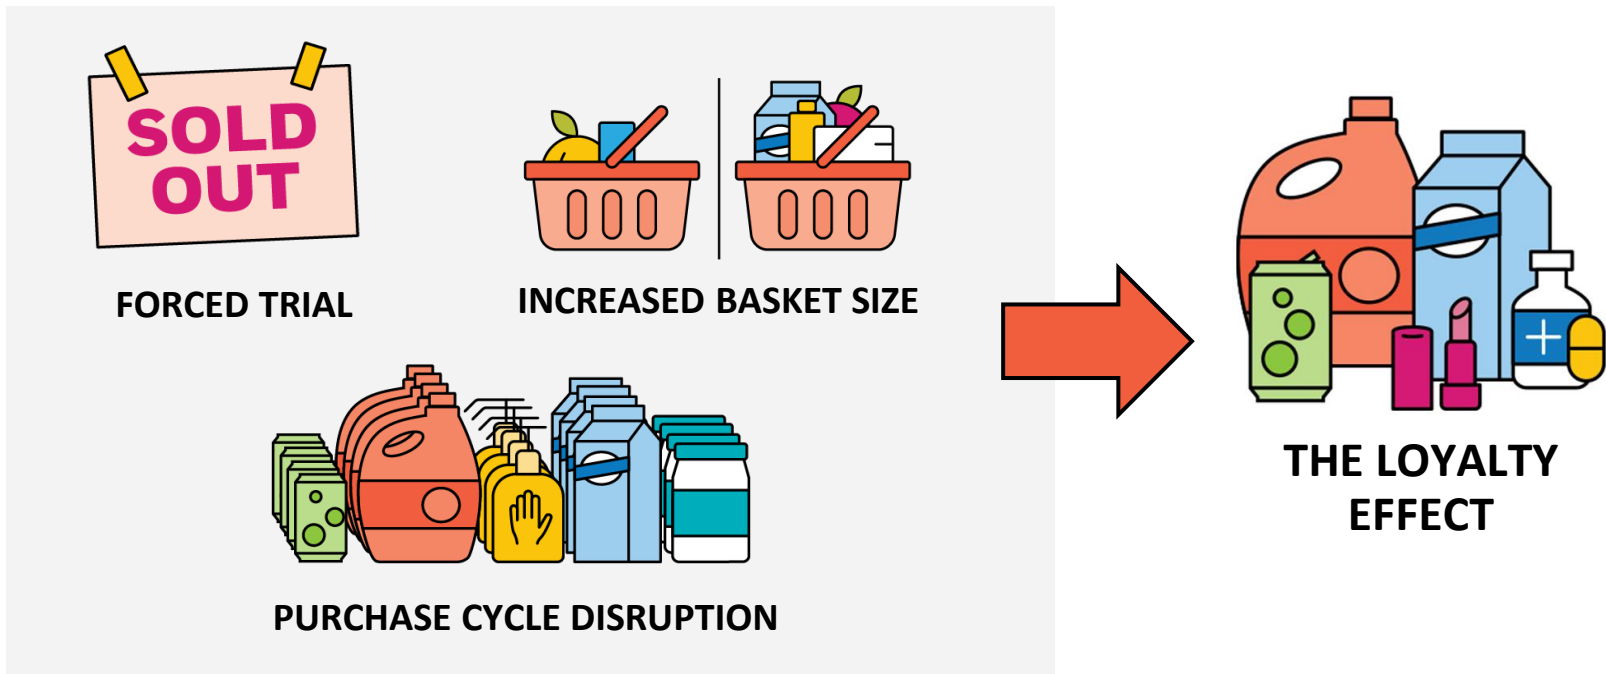 SOLD
OUT
FORCED TRIAL
INCREASED BASKET SIZE
PURCHASE CYCLE DISRUPTION
THE LOYALTY
EFFECT